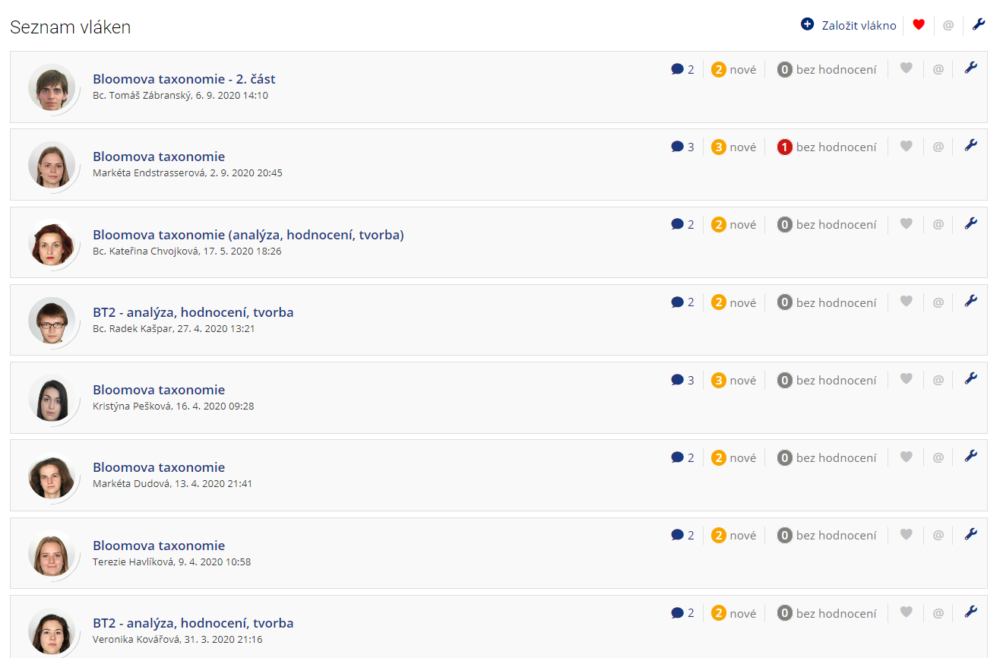 Seznam vláken
Založit vlákno @
Bloomova taxonomie - 2. část
Bc. Tomáš Zábranský, 6. 9. 2020 14:10
2 2 nové 0 bez hodnocení @
Bloomova taxonomie
Markéta Endstrasserová, 2. 9. 2020 20:45
3 3 nové 1 bez hodnocení @
Bloomova taxonomie (analýza, hodnocení, tvorba)
Bc. Kateřina Chvojková, 17. 5. 2020 18:26
2 2 nové 0 bez hodnocení @
BT2 - analýza, hodnocení, tvorba
Bc. Radek Kašpar, 27. 4. 2020 13:21
2 2 nové 0 bez hodnocení @
Bloomova taxonomie
Kristýna Pešková, 16. 4. 2020 09:28
3 3 nové 0 bez hodnocení @
Bloomova taxonomie
Markéta Dudová, 13. 4. 2020 21:41
2 2 nové 0 bez hodnocení @
Bloomova taxonomie
Terezie Havlíková, 9. 4. 2020 10:58
2 2 nové 0 bez hodnocení @
BT2 - analýza, hodnocení, tvorba
Veronika Kovářová, 31. 3. 2020 21:16
2 2 nové 0 bez hodnocení @